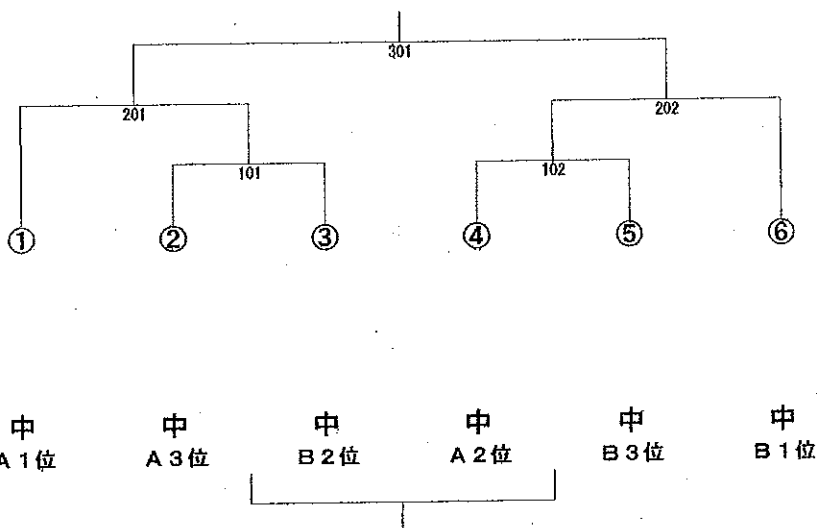 301
201
202
101
102
①
②
③
④
⑤
⑥
中
中
中
中
中
中
A1位
A3位
B2位
A2位
B3位
B1位